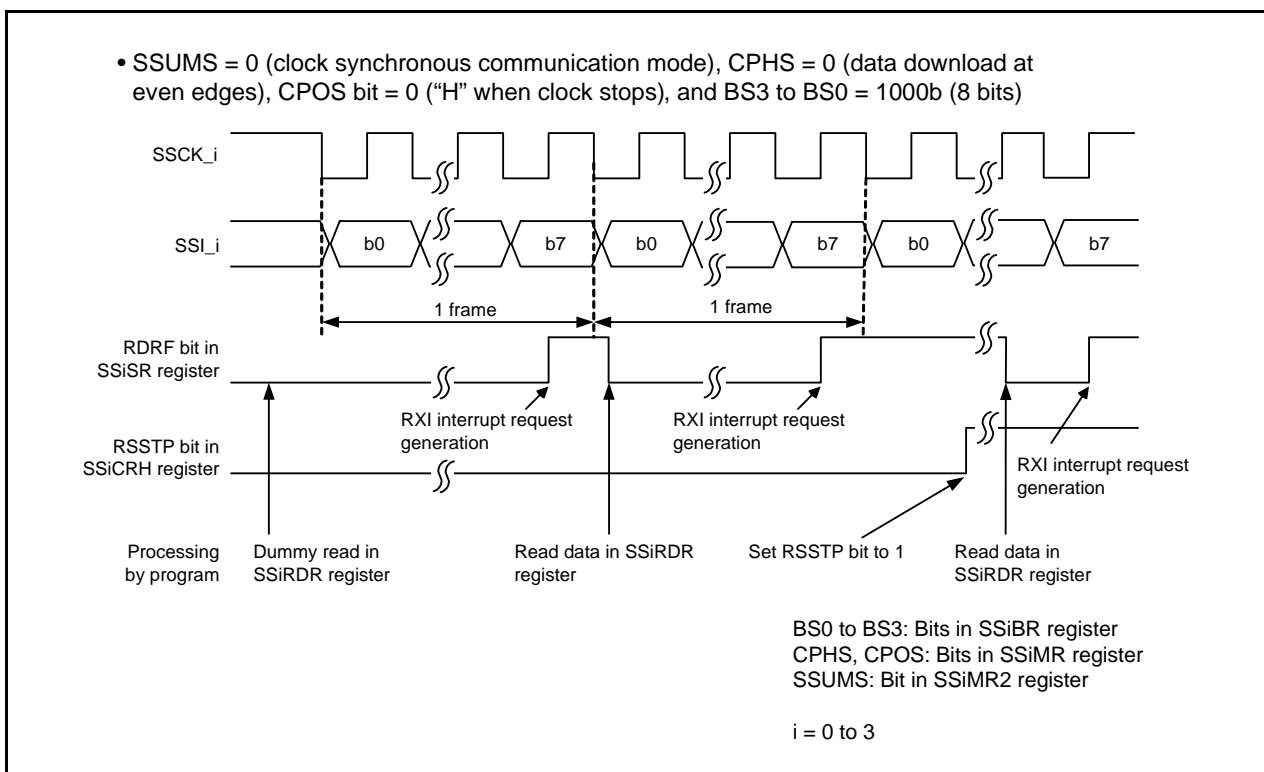 • SSUMS = 0 (clock synchronous communication mode), CPHS = 0 (data download at
even edges), CPOS bit = 0 (“H” when clock stops), and BS3 to BS0 = 1000b (8 bits)
SSCK_i
SSI_i
b0
b7
b0
b7
b0
b7
1 frame
1 frame
RDRF bit in
SSiSR register
RXI interrupt request
generation
RXI interrupt request
generation
RSSTP bit in
SSiCRH register
RXI interrupt request
generation
Processing
by program
Dummy read in
SSiRDR register
Read data in SSiRDR
register
Set RSSTP bit to 1
Read data in
SSiRDR register
BS0 to BS3: Bits in SSiBR register
CPHS, CPOS: Bits in SSiMR register
SSUMS: Bit in SSiMR2 register
i = 0 to 3